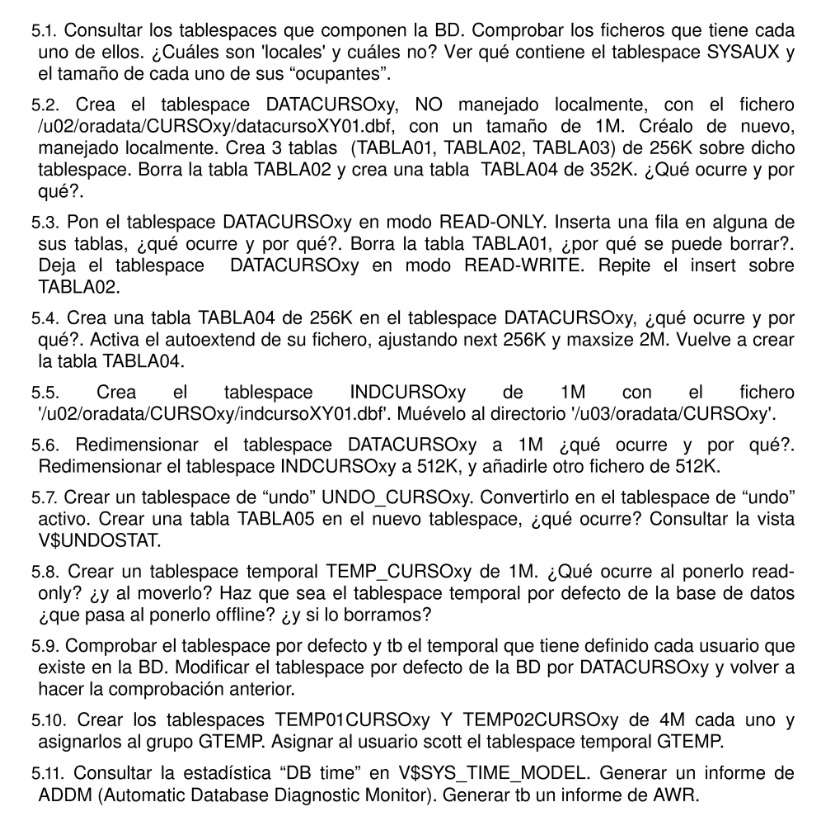 5.1. Consultar los tablespaces que componen la BD. Comprobar los ficheros que tiene cada
uno de ellos. ¿Cuáles son 'locales' y cuáles no? Ver qué contiene el tablespace SYSAUX y
el tamaño de cada uno de sus “ocupantes”.
5.2. Crea el tablespace DATACURSOxy, NO manejado localmente, con el fichero
/u02/oradata/CURSOxy/datacursoXY01.dbf, con un tamaño de 1M. Créalo de nuevo,
manejado localmente. Crea 3 tablas (TABLA01, TABLA02, TABLA03) de 256K sobre dicho
tablespace. Borra la tabla TABLA02 y crea una tabla TABLA04 de 352K. ¿Qué ocurre y por
qué?.
5.3. Pon el tablespace DATACURSOxy en modo READ-ONLY. Inserta una fila en alguna de
sus tablas, ¿qué ocurre y por qué?. Borra la tabla TABLA01, ¿por qué se puede borrar?.
Deja el tablespace DATACURSOxy en modo READ-WRITE. Repite el insert sobre
TABLA02.
5.4. Crea una tabla TABLA04 de 256K en el tablespace DATACURSOxy, ¿qué ocurre y por
qué?. Activa el autoextend de su fichero, ajustando next 256K y maxsize 2M. Vuelve a crear
la tabla TABLA04.
5.5. Crea el tablespace INDCURSOxy de 1M con el fichero
'/u02/oradata/CURSOxy/indcursoXY01.dbf'. Muévelo al directorio '/u03/oradata/CURSOxy'.
5.6. Redimensionar el tablespace DATACURSOxy a 1M ¿qué ocurre y por qué?.
Redimensionar el tablespace INDCURSOxy a 512K, y añadirle otro fichero de 512K.
5.7. Crear un tablespace de “undo” UNDO_CURSOxy. Convertirlo en el tablespace de “undo”
activo. Crear una tabla TABLA05 en el nuevo tablespace, ¿qué ocurre? Consultar la vista
V$UNDOSTAT.
5.8. Crear un tablespace temporal TEMP_CURSOxy de 1M. ¿Qué ocurre al ponerlo read-
only? ¿y al moverlo? Haz que sea el tablespace temporal por defecto de la base de datos
¿que pasa al ponerlo offline? ¿y si lo borramos?
5.9. Comprobar el tablespace por defecto y tb el temporal que tiene definido cada usuario que
existe en la BD. Modificar el tablespace por defecto de la BD por DATACURSOxy y volver a
hacer la comprobación anterior.
5.10. Crear los tablespaces TEMP01CURSOxy Y TEMP02CURSOxy de 4M cada uno y
asignarlos al grupo GTEMP. Asignar al usuario scott el tablespace temporal GTEMP.
5.11. Consultar la estadística “DB time” en V$SYS_TIME_MODEL. Generar un informe de
ADDM (Automatic Database Diagnostic Monitor). Generar tb un informe de AWR.